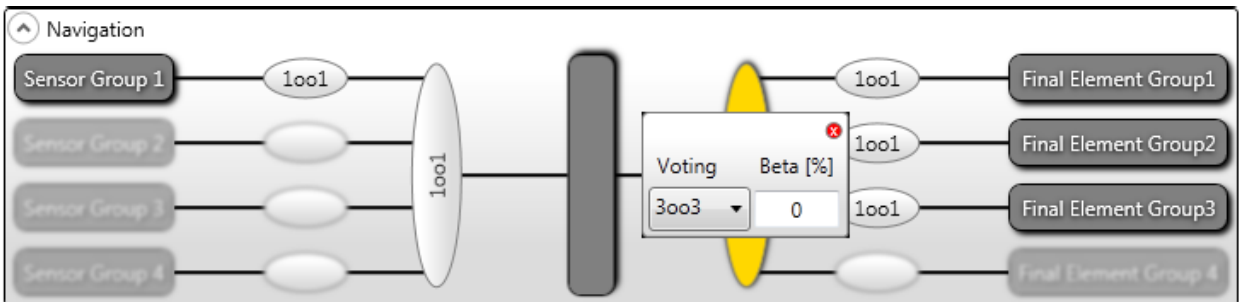 Navigation
Sensor Group 1
1oo1
1oo1
Final Element Group1
Sensor Group 2
1oo1
Final Element Group2
Voting
Beta [%]
1oo1
Sensor Group 3
3oo3
0
1oo1
Final Element Group3
Sensor Group 4
Final Element Group 4